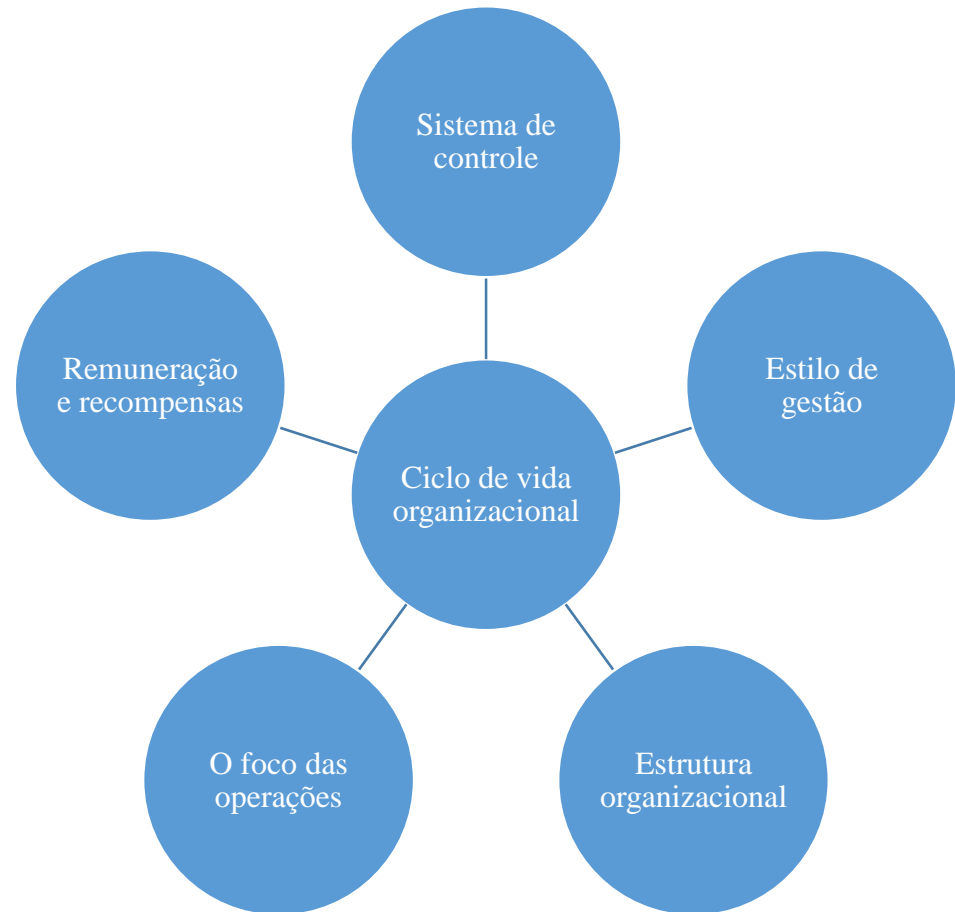 Sistema de
controle
Remuneração
e recompensas
Estilo de
gestão
Ciclo de vida
organizacional
O foco das
operações
Estrutura
organizacional